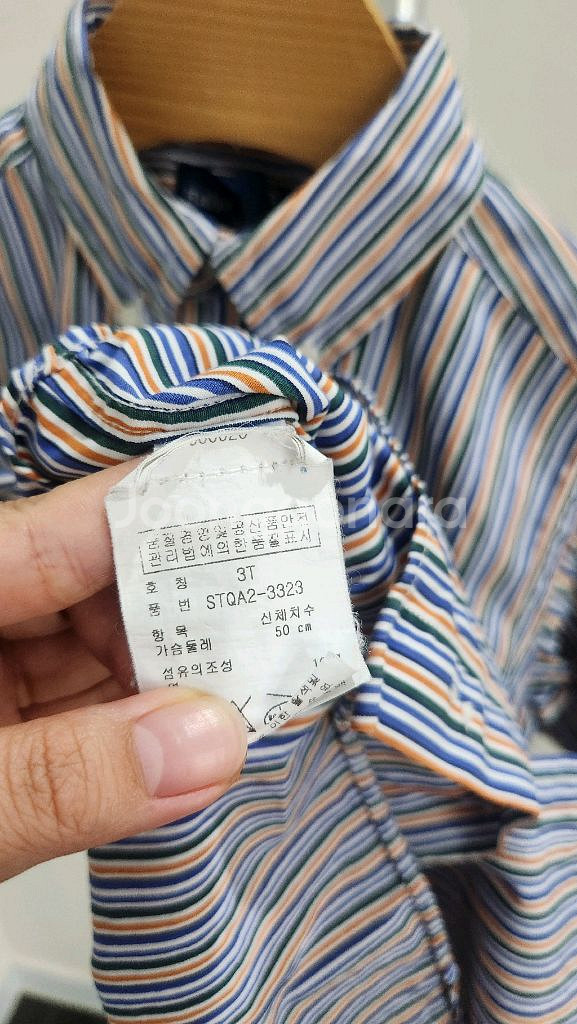 품질경영및공산품안전
관리법에의한품질표시
호 칭 3T
품 번 STQA2-3323
항목 신체치수
가슴둘레 50 cm
섬유의조성
면